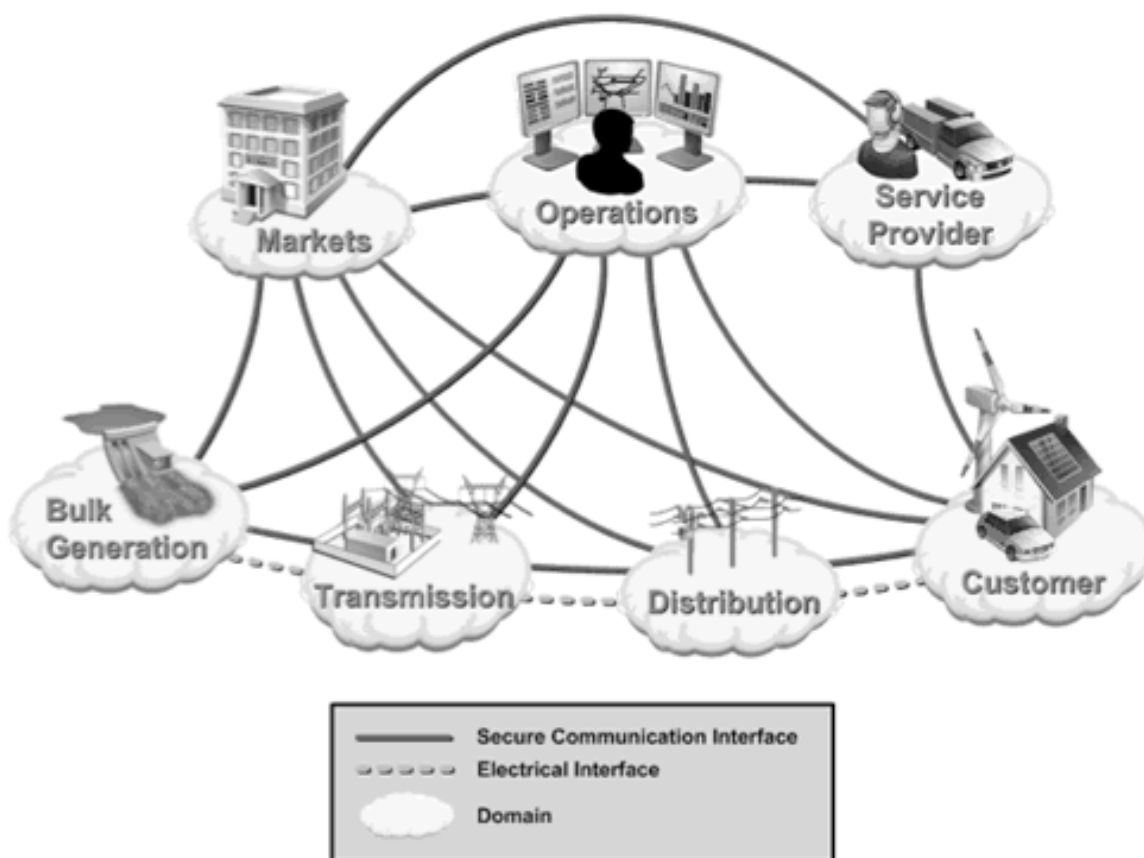 Markets
Operations
Service
Provider
Bulk
Generation
Transmission
Distribution
Customer
Secure Communication Interface
Electrical Interface
Domain